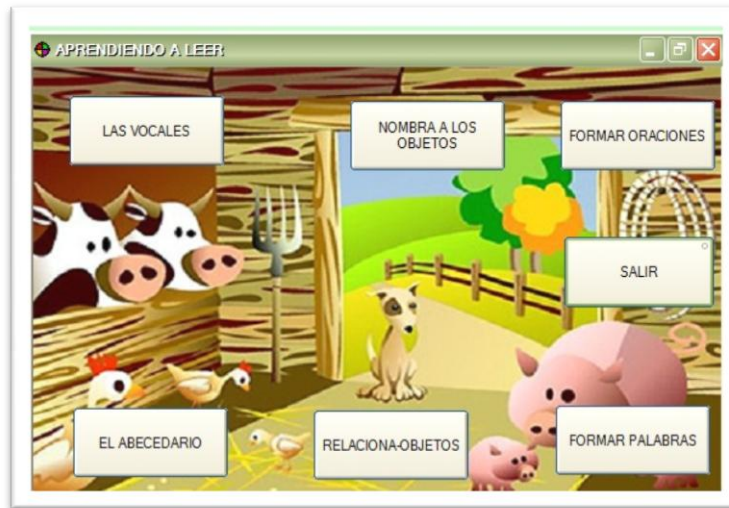 APRENDIENDO A LEER
LAS VOCALES
NOMBRA A LOS
OBJETOS
FORMAR ORACIONES
SALIR
EL ABECEDARIO
RELACIONA-OBJETOS
FORMAR PALABRAS